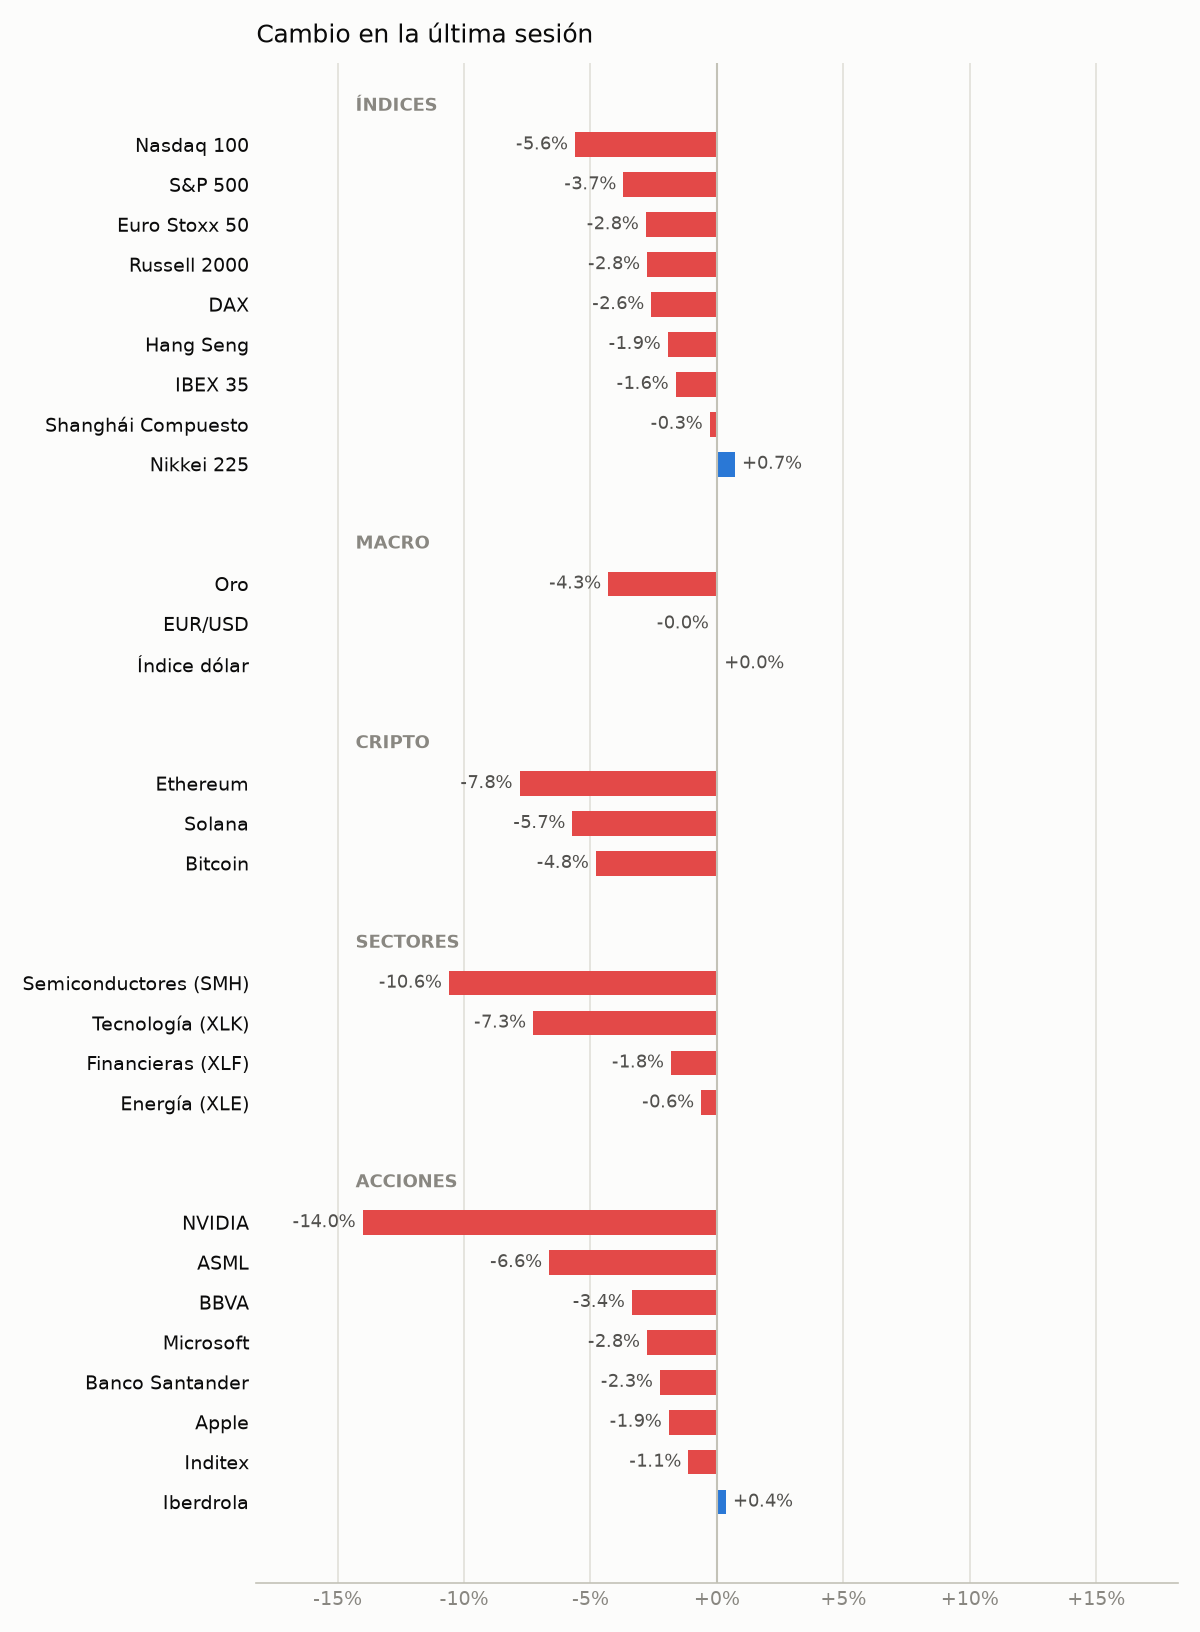 Cambio en la última sesión
ÍNDICES
Nasdaq 100 -5.6%
S&P 500 -3.7%
Euro Stoxx 50 -2.8%
Russell 2000 -2.8%
DAX -2.6%
Hang Seng -1.9%
IBEX 35 -1.6%
Shanghái Compuesto -0.3%
Nikkei 225 +0.7%
MACRO
Oro -4.3%
EUR/USD -0.0%
Índice dólar +0.0%
CRIPTO
Ethereum -7.8%
Solana -5.7%
Bitcoin -4.8%
SECTORES
Semiconductores (SMH) -10.6%
Tecnología (XLK) -7.3%
Financieras (XLF) -1.8%
Energía (XLE) -0.6%
ACCIONES
NVIDIA -14.0%
ASML -6.6%
BBVA -3.4%
Microsoft -2.8%
Banco Santander -2.3%
Apple -1.9%
Inditex -1.1%
Iberdrola +0.4%
-15% -10% -5% +0% +5% +10% +15%